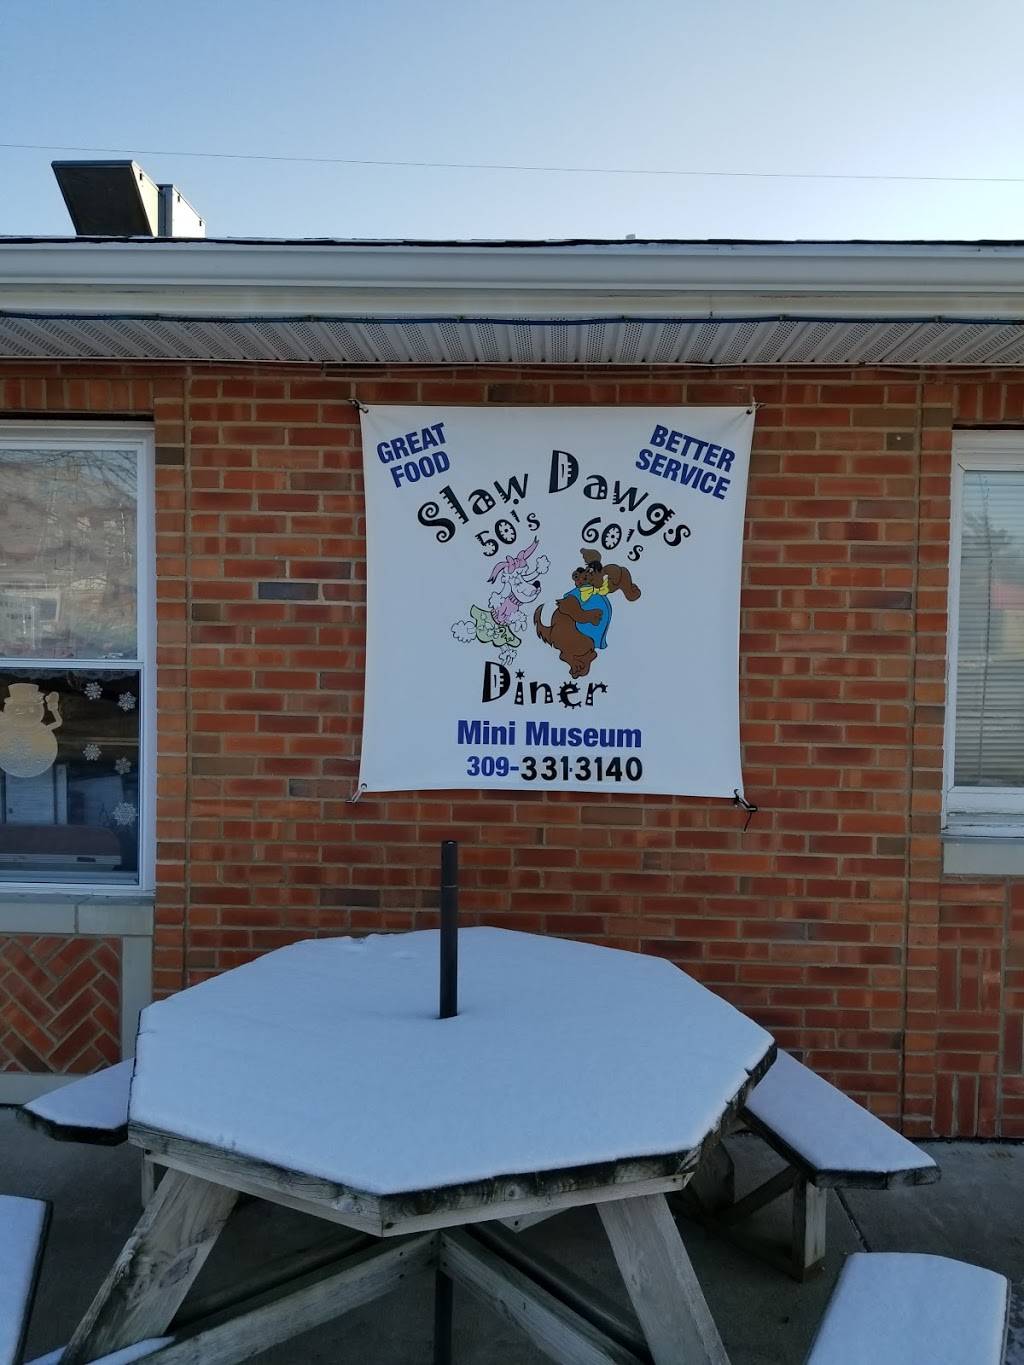 GREAT
FOOD
BETTER
SERVICE
Slaw Dawgs
50's 60's
Diner
Mini Museum
309-331-3140